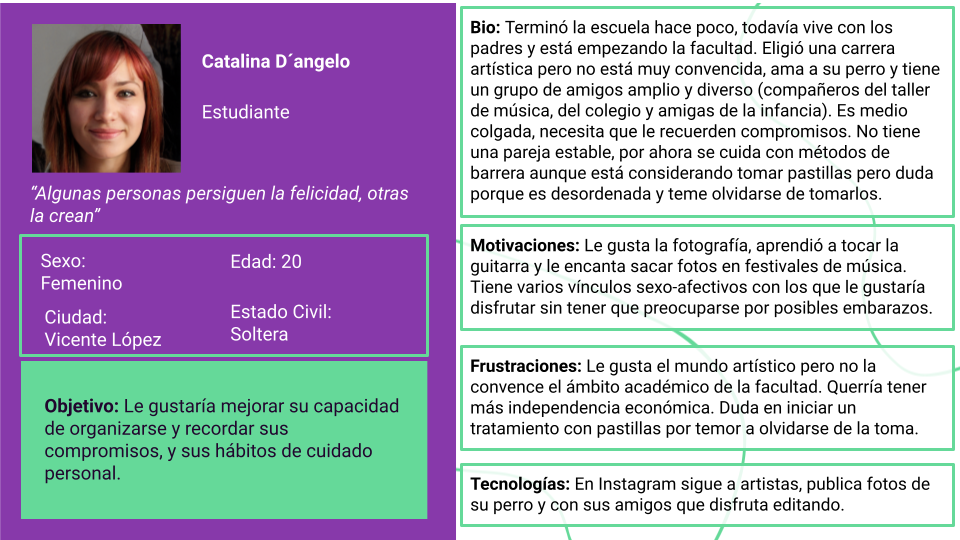 Catalina D´angelo
Estudiante
“Algunas personas persiguen la felicidad, otras
la crean”
Sexo:
Femenino
Edad: 20
Ciudad:
Vicente López
Estado Civil:
Soltera
Objetivo: Le gustaría mejorar su capacidad
de organizarse y recordar sus
compromisos, y sus hábitos de cuidado
personal.
Bio: Terminó la escuela hace poco, todavía vive con los
padres y está empezando la facultad. Eligió una carrera
artística pero no está muy convencida, ama a su perro y tiene
un grupo de amigos amplio y diverso (compañeros del taller
de música, del colegio y amigas de la infancia). Es medio
colgada, necesita que le recuerden compromisos. No tiene
una pareja estable, por ahora se cuida con métodos de
barrera aunque está considerando tomar pastillas pero duda
porque es desordenada y teme olvidarse de tomarlos.
Motivaciones: Le gusta la fotografía, aprendió a tocar la
guitarra y le encanta sacar fotos en festivales de música.
Tiene varios vínculos sexo-afectivos con los que le gustaría
disfrutar sin tener que preocuparse por posibles embarazos.
Frustraciones: Le gusta el mundo artístico pero no la
convence el ámbito académico de la facultad. Querría tener
más independencia económica. Duda en iniciar un
tratamiento con pastillas por temor a olvidarse de la toma.
Tecnologías: En Instagram sigue a artistas, publica fotos de
su perro y con sus amigos que disfruta editando.